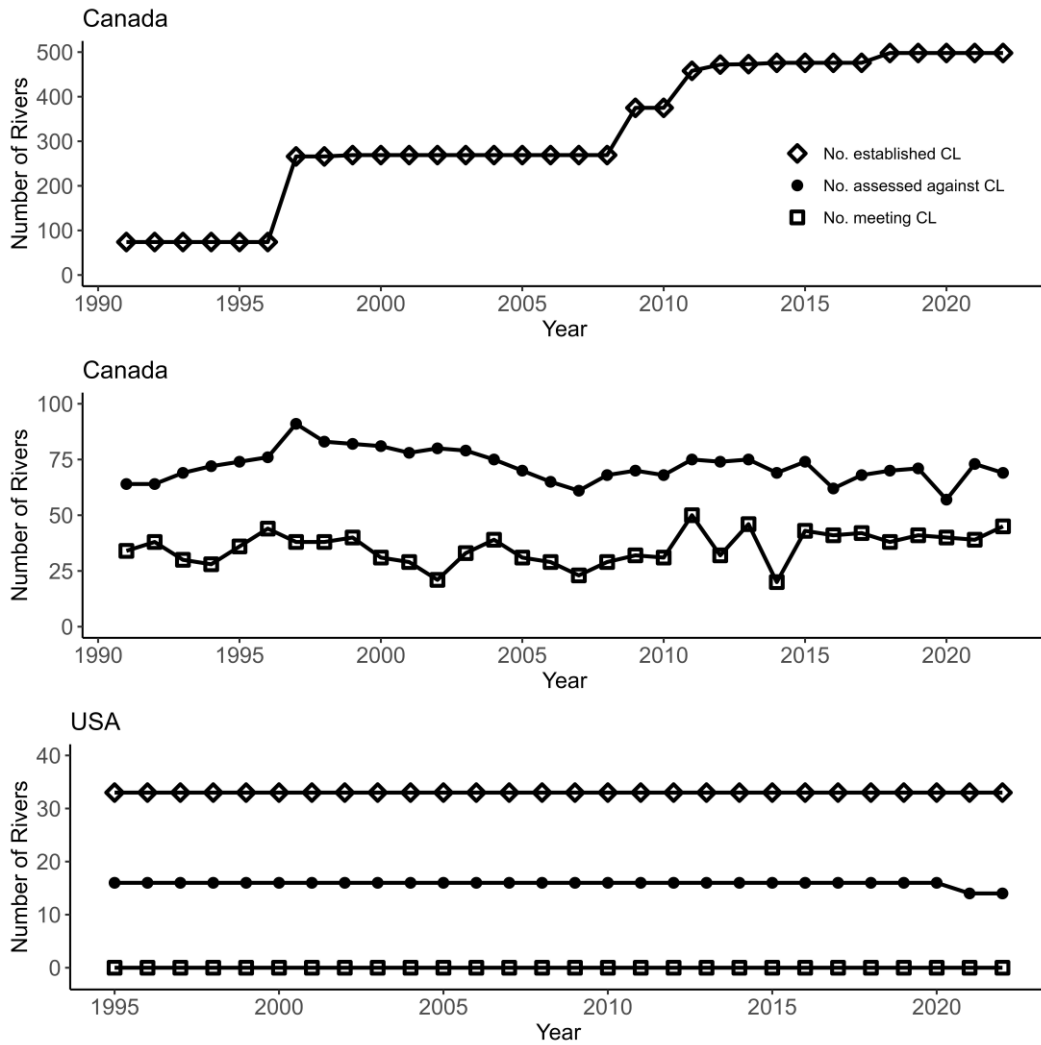 Canada
500
400
300
200
100
0
Number of Rivers
No. established CL
No. assessed against CL
No. meeting CL
1990 1995 2000 2005 2010 2015 2020
Year
Canada
100
75
50
25
0
Number of Rivers
1990 1995 2000 2005 2010 2015 2020
Year
USA
40
30
20
10
0
Number of Rivers
1995 2000 2005 2010 2015 2020
Year